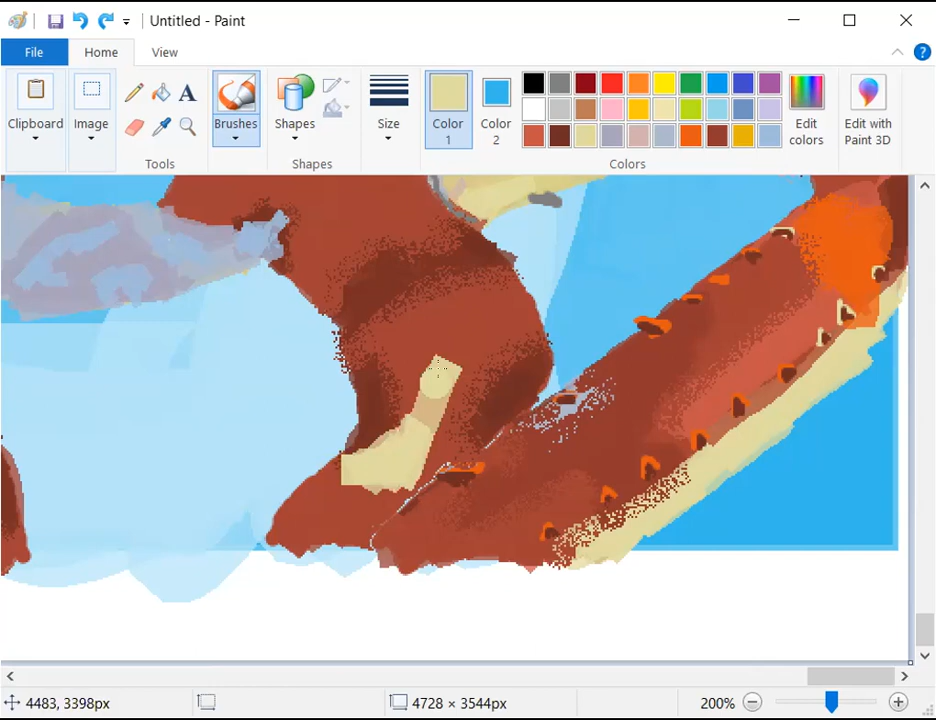 Untitled - Paint
File
Home
View
Clipboard
Image
Tools
Brushes
Shapes
Shapes
Size
Color
1
Color
2
Colors
Edit
colors
Edit with
Paint 3D
4483, 3398px
4728 × 3544px
200%